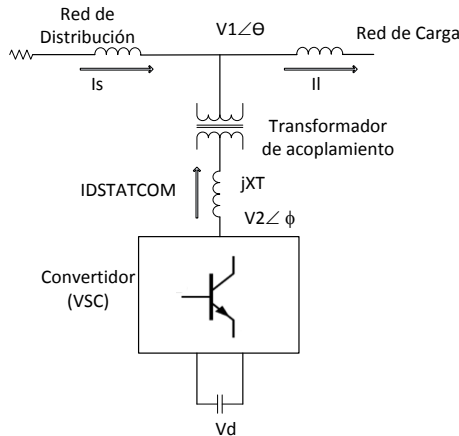 Red de
Distribución
V1∠Ө
Red de Carga
Is
Il
Transformador
de acoplamiento
IDSTATCOM
jXT
V2∠ ϕ
Convertidor
(VSC)
Vd